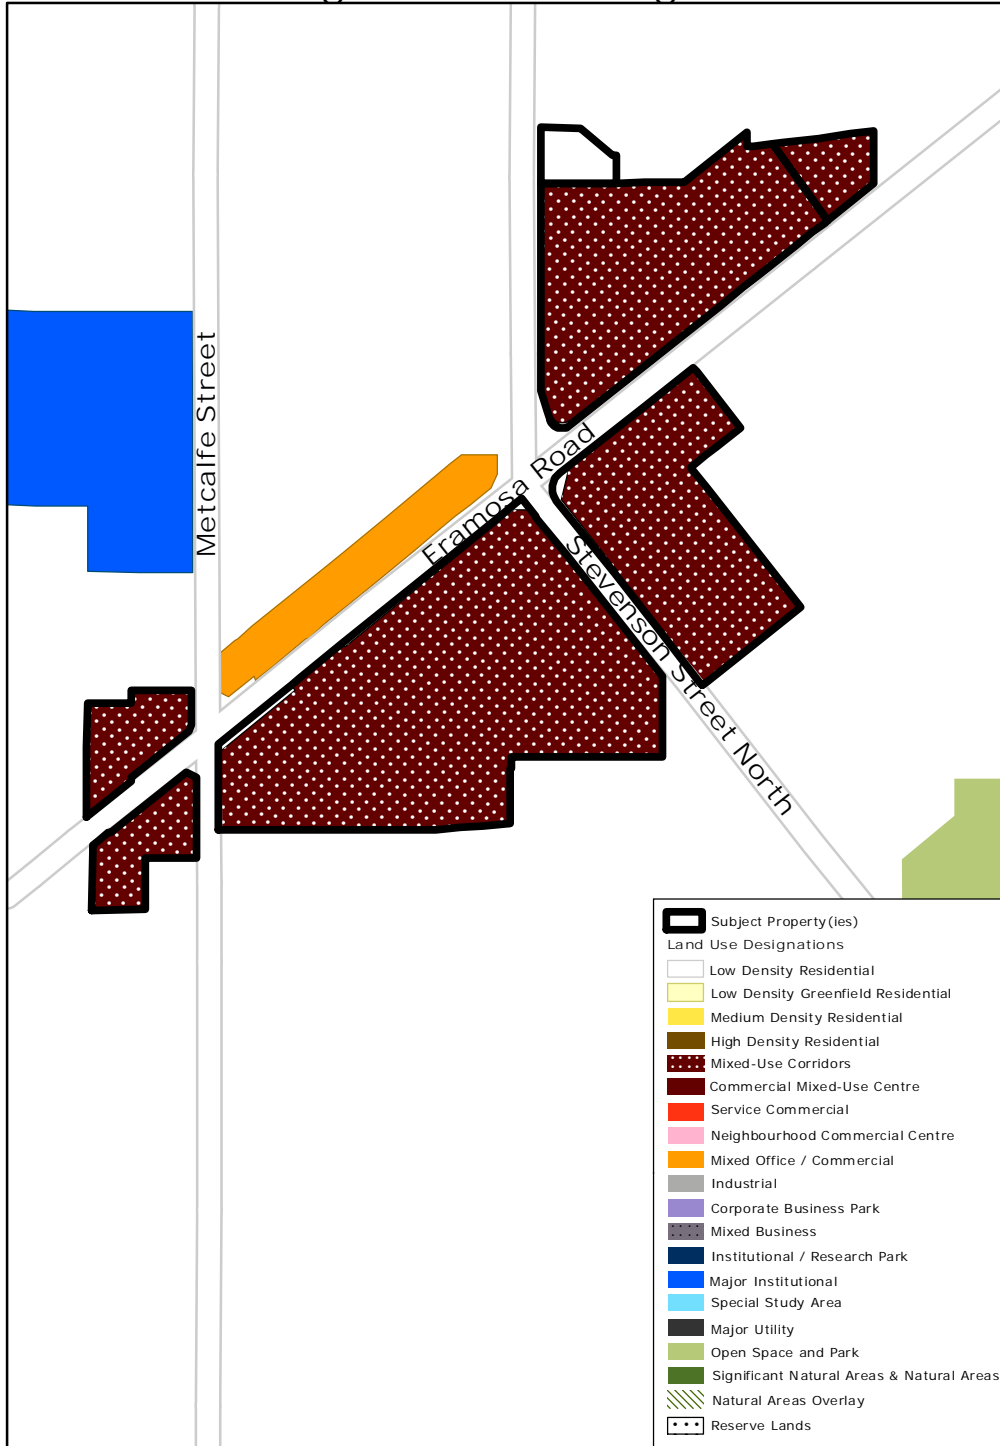 Metcalfe Street
Eramosa Road
Stevenson Street North
Subject Property(ies)
Land Use Designations
Low Density Residential
Low Density Greenfield Residential
Medium Density Residential
High Density Residential
Mixed-Use Corridors
Commercial Mixed-Use Centre
Service Commercial
Neighbourhood Commercial Centre
Mixed Office / Commercial
Industrial
Corporate Business Park
Mixed Business
Institutional / Research Park
Major Institutional
Special Study Area
Major Utility
Open Space and Park
Significant Natural Areas & Natural Areas
Natural Areas Overlay
Reserve Lands